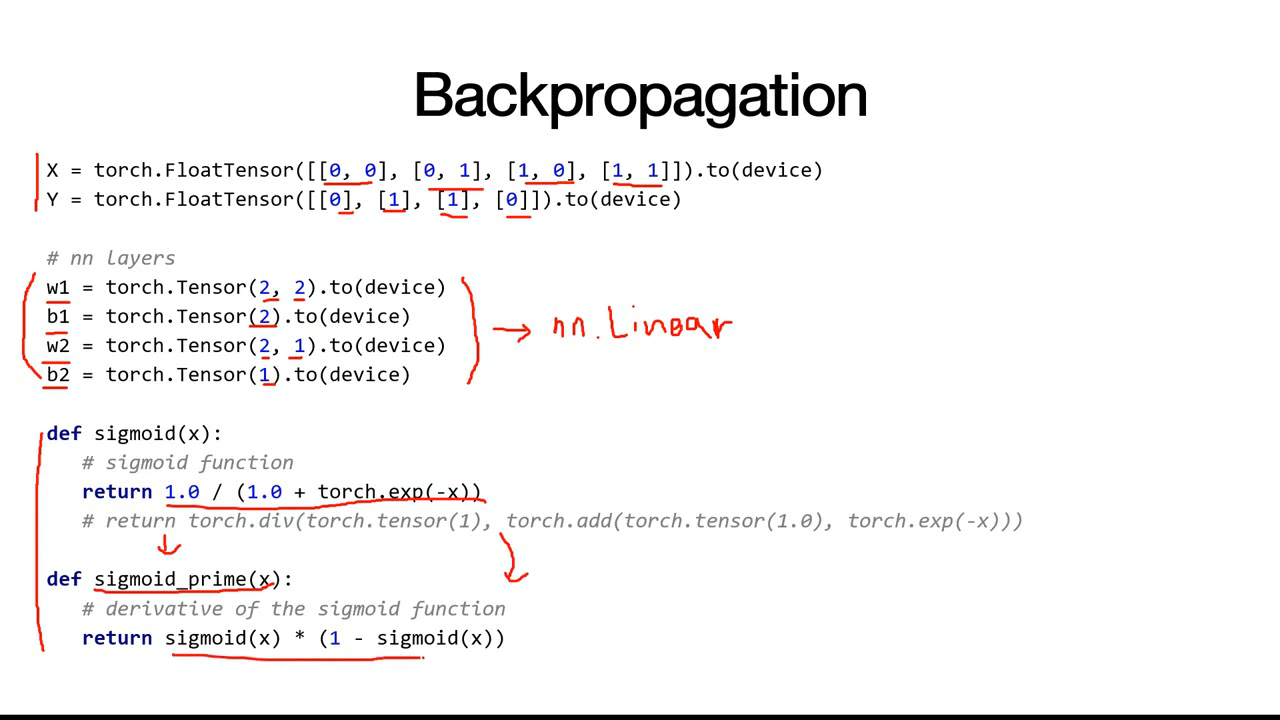 Backpropagation
X = torch.FloatTensor([[0, 0], [0, 1], [1, 0], [1, 1]]).to(device)
Y = torch.FloatTensor([[0], [1], [1], [0]]).to(device)
# nn layers
w1 = torch.Tensor(2, 2).to(device)
b1 = torch.Tensor(2).to(device)
nn.Linear
w2 = torch.Tensor(2, 1).to(device)
b2 = torch.Tensor(1).to(device)
def sigmoid(x):
# sigmoid function
return 1.0 / (1.0 + torch.exp(-x))
# return torch.div(torch.tensor(1), torch.add(torch.tensor(1.0), torch.exp(-x)))
def sigmoid_prime(x):
# derivative of the sigmoid function
return sigmoid(x) * (1 - sigmoid(x))